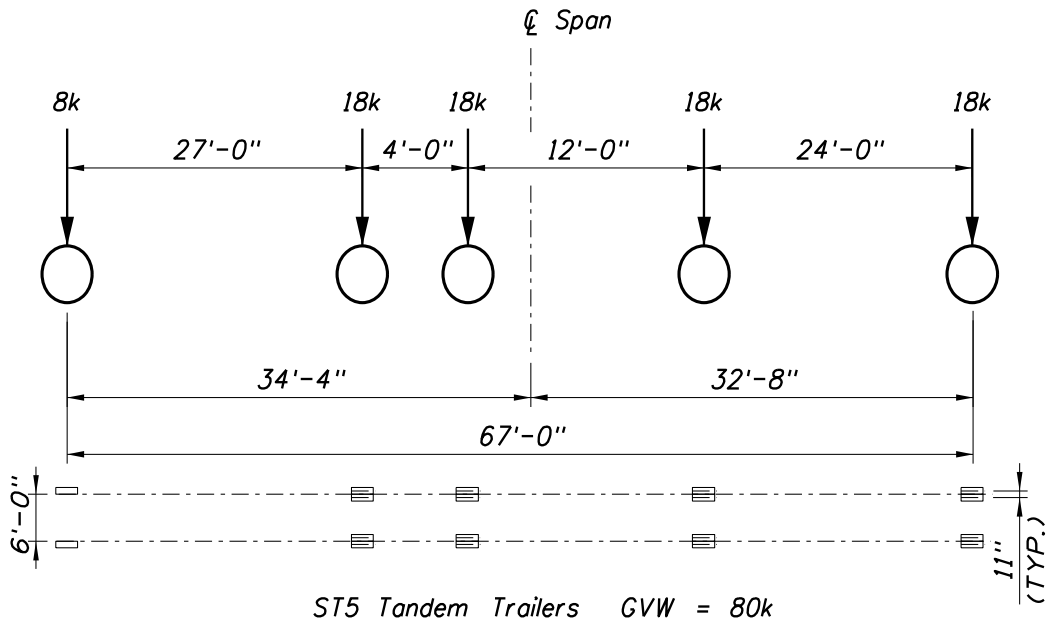 ℄ Span
8k 18k 18k 18k 18k
27'-0" 4'-0" 12'-0" 24'-0"
34'-4" 32'-8"
67'-0"
6'-0"
11"
(TYP.)
ST5 Tandem Trailers GVW = 80k